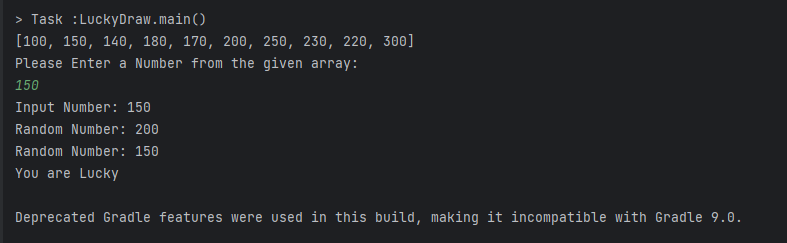 > Task :LuckyDraw.main()
[100, 150, 140, 180, 170, 200, 250, 230, 220, 300]
Please Enter a Number from the given array:
150
Input Number: 150
Random Number: 200
Random Number: 150
You are Lucky
Deprecated Gradle features were used in this build, making it incompatible with Gradle 9.0.